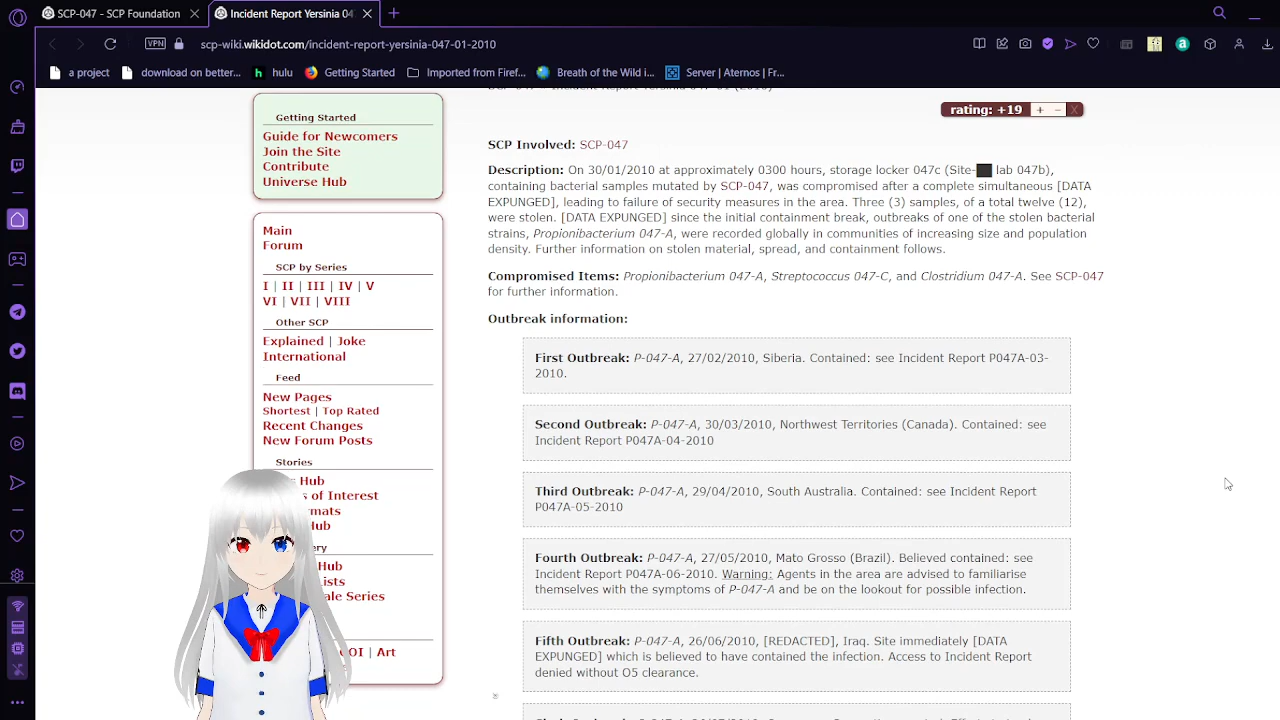 SCP-047 - SCP Foundation
Incident Report Yersinia 04
VPN
scp-wiki.wikidot.com/incident-report-yersinia-047-01-2010
a project
download on better...
hulu
Getting Started
Imported from Firef...
Breath of the Wild i...
Server | Aternos | Fr...
Getting Started
Guide for Newcomers
Join the Site
Contribute
Universe Hub
Main
Forum
SCP by Series
I | II | III | IV | V
VI | VII | VIII
Other SCP
Explained | Joke
International
Feed
New Pages
Shortest | Top Rated
Recent Changes
New Forum Posts
Stories
Hub
s of Interest
Hub
Hub
Art
rating: +19 + – X
SCP Involved: SCP-047
Description: On 30/01/2010 at approximately 0300 hours, storage locker 047c (Site- lab 047b),
containing bacterial samples mutated by SCP-047, was compromised after a complete simultaneous [DATA
EXPUNGED], leading to failure of security measures in the area. Three (3) samples, of a total twelve (12),
were stolen. [DATA EXPUNGED] since the initial containment break, outbreaks of one of the stolen bacterial
strains, Propionibacterium 047-A, were recorded globally in communities of increasing size and population
density. Further information on stolen material, spread, and containment follows.
Compromised Items: Propionibacterium 047-A, Streptococcus 047-C, and Clostridium 047-A. See SCP-047
for further information.
Outbreak information:
First Outbreak: P-047-A, 27/02/2010, Siberia. Contained: see Incident Report P047A-03-
2010.
Second Outbreak: P-047-A, 30/03/2010, Northwest Territories (Canada). Contained: see
Incident Report P047A-04-2010
Third Outbreak: P-047-A, 29/04/2010, South Australia. Contained: see Incident Report
P047A-05-2010
Fourth Outbreak: P-047-A, 27/05/2010, Mato Grosso (Brazil). Believed contained: see
Incident Report P047A-06-2010. Warning: Agents in the area are advised to familiarise
themselves with the symptoms of P-047-A and be on the lookout for possible infection.
Fifth Outbreak: P-047-A, 26/06/2010, [REDACTED], Iraq. Site immediately [DATA
EXPUNGED] which is believed to have contained the infection. Access to Incident Report
denied without O5 clearance.